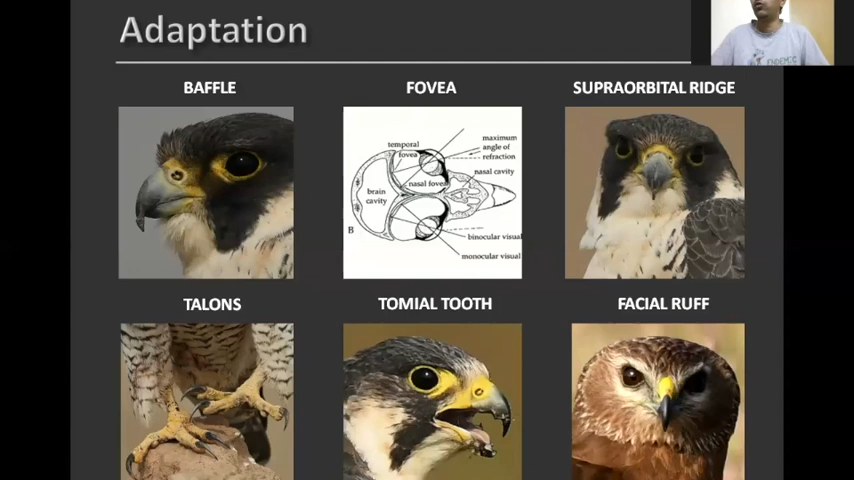 Adaptation
BAFFLE
FOVEA
SUPRAORBITAL RIDGE
temporal
fovea
maximum
angle of
refraction
nasal cavity
nasal fovea
brain
cavity
B
binocular visual
monocular visual
TALONS
TOMIAL TOOTH
FACIAL RUFF